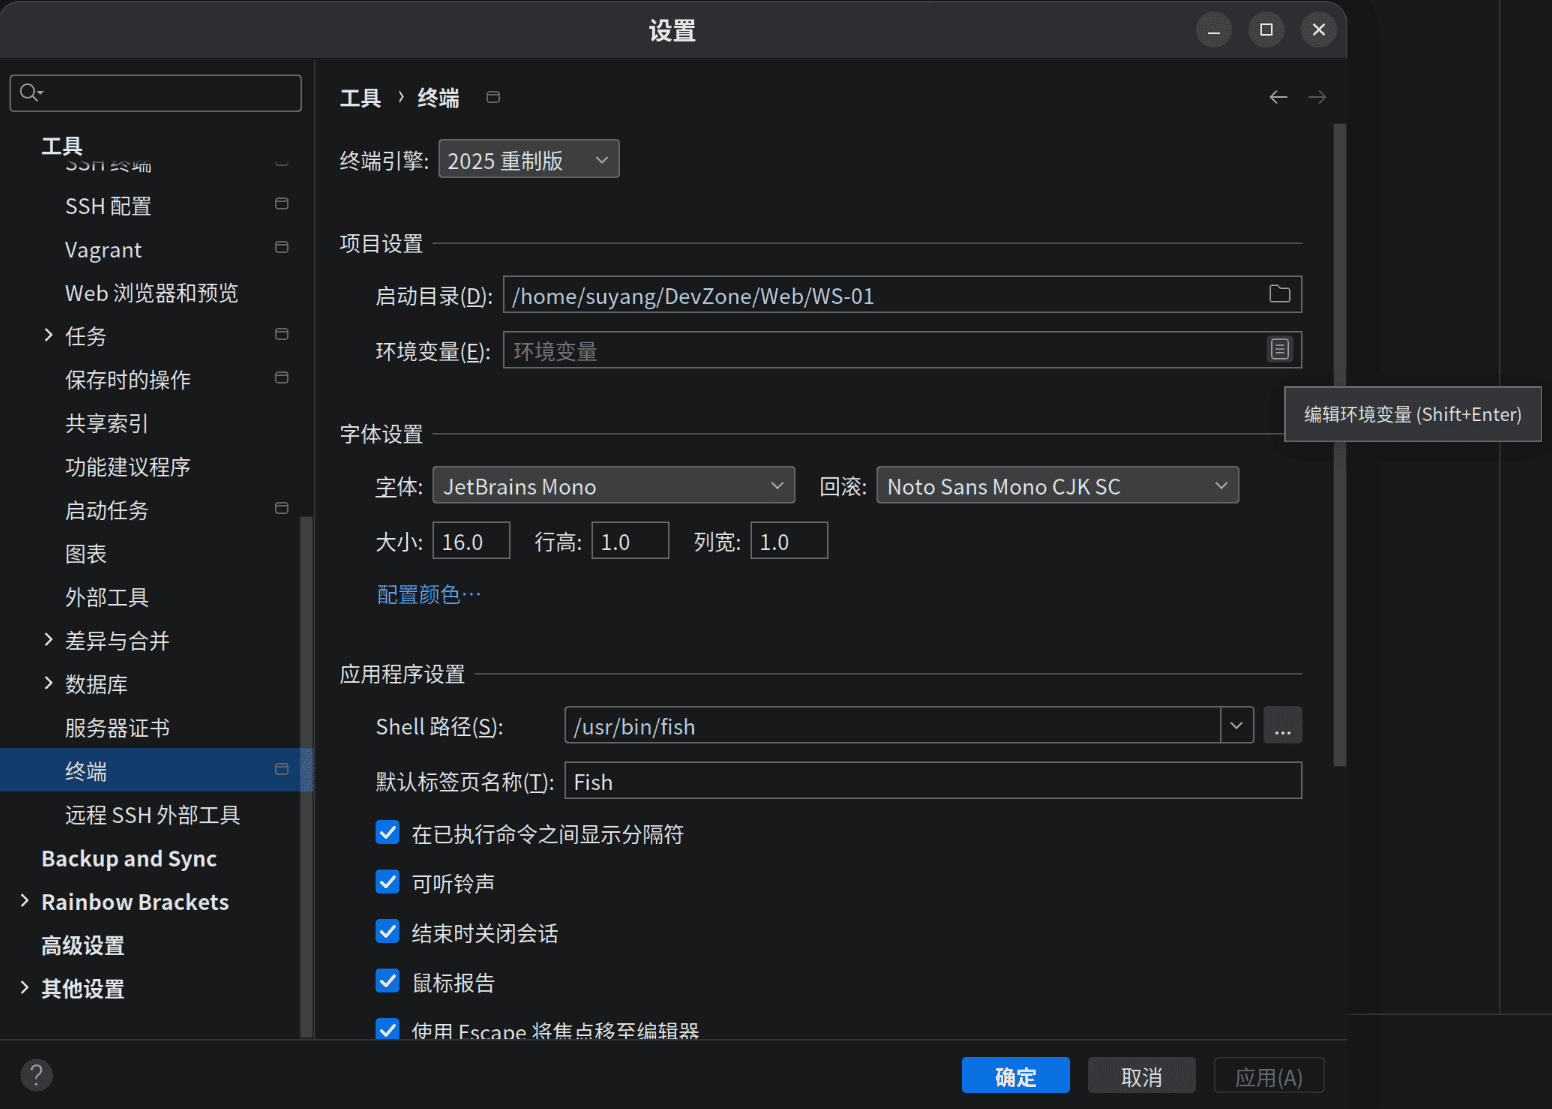 设置
工具
SSH 终端
SSH 配置
Vagrant
Web 浏览器和预览
任务
保存时的操作
共享索引
功能建议程序
启动任务
图表
外部工具
差异与合并
数据库
服务器证书
终端
远程 SSH 外部工具
Backup and Sync
Rainbow Brackets
高级设置
其他设置
工具 › 终端
终端引擎: 2025 重制版
项目设置
启动目录(D): /home/suyang/DevZone/Web/WS-01
环境变量(E): 环境变量
编辑环境变量 (Shift+Enter)
字体设置
字体: JetBrains Mono 回滚: Noto Sans Mono CJK SC
大小: 16.0 行高: 1.0 列宽: 1.0
配置颜色…
应用程序设置
Shell 路径(S): /usr/bin/fish ...
默认标签页名称(T): Fish
在已执行命令之间显示分隔符
可听铃声
结束时关闭会话
鼠标报告
使用 Escape 将焦点移至编辑器
? 确定 取消 应用(A)